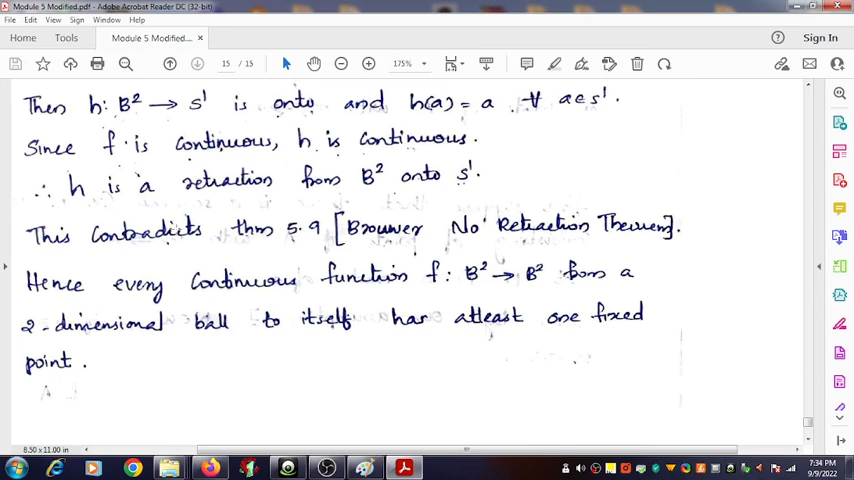 Module 5 Modified.pdf - Adobe Acrobat Reader DC (32-bit)
File Edit View Sign Window Help
Home Tools Module 5 Modified.... × Sign In
15 / 15 175%
Then h: B² → S¹ is onto and h(a) = a ∀ a∈S¹.
Since f is continuous, h is continuous.
∴ h is a retraction from B² onto S¹.
This contradicts thm 5.9 [Brouwer No Retraction Theorem].
Hence every continuous function f: B² → B² from a
2-dimensional ball to itself has atleast one fixed
point.
8.50 x 11.00 in
7:34 PM
9/9/2022